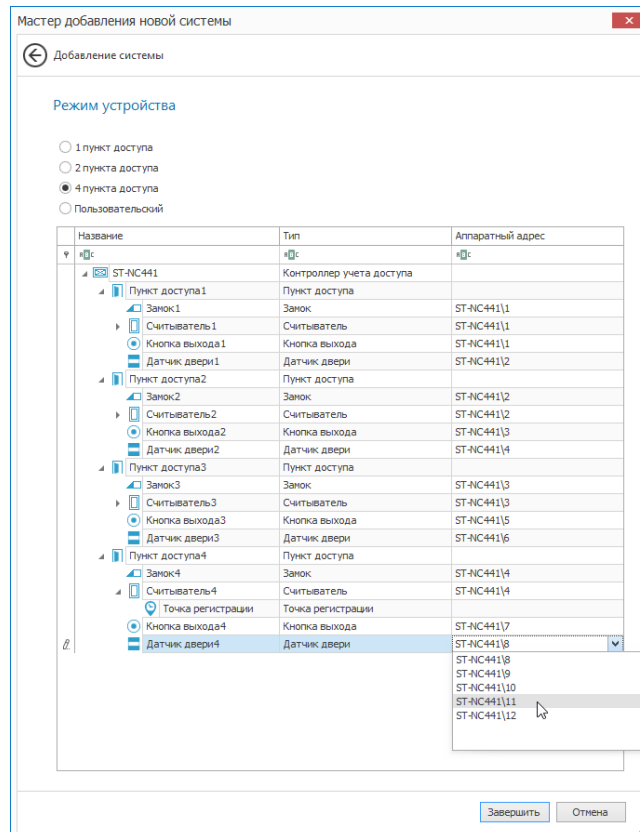 Мастер добавления новой системы
Добавление системы
Режим устройства
1 пункт доступа
2 пункта доступа
4 пункта доступа
Пользовательский
Название Тип Аппаратный адрес
ST-NC441 Контроллер учета доступа
Пункт доступа1 Пункт доступа
Замок1 Замок ST-NC441\1
Считыватель1 Считыватель ST-NC441\1
Кнопка выхода1 Кнопка выхода ST-NC441\1
Датчик двери1 Датчик двери ST-NC441\2
Пункт доступа2 Пункт доступа
Замок2 Замок ST-NC441\2
Считыватель2 Считыватель ST-NC441\2
Кнопка выхода2 Кнопка выхода ST-NC441\3
Датчик двери2 Датчик двери ST-NC441\4
Пункт доступа3 Пункт доступа
Замок3 Замок ST-NC441\3
Считыватель3 Считыватель ST-NC441\3
Кнопка выхода3 Кнопка выхода ST-NC441\5
Датчик двери3 Датчик двери ST-NC441\6
Пункт доступа4 Пункт доступа
Замок4 Замок ST-NC441\4
Считыватель4 Считыватель ST-NC441\4
Точка регистрации Точка регистрации
Кнопка выхода4 Кнопка выхода ST-NC441\7
Датчик двери4 Датчик двери ST-NC441\8
ST-NC441\8
ST-NC441\9
ST-NC441\10
ST-NC441\11
ST-NC441\12
Завершить Отмена